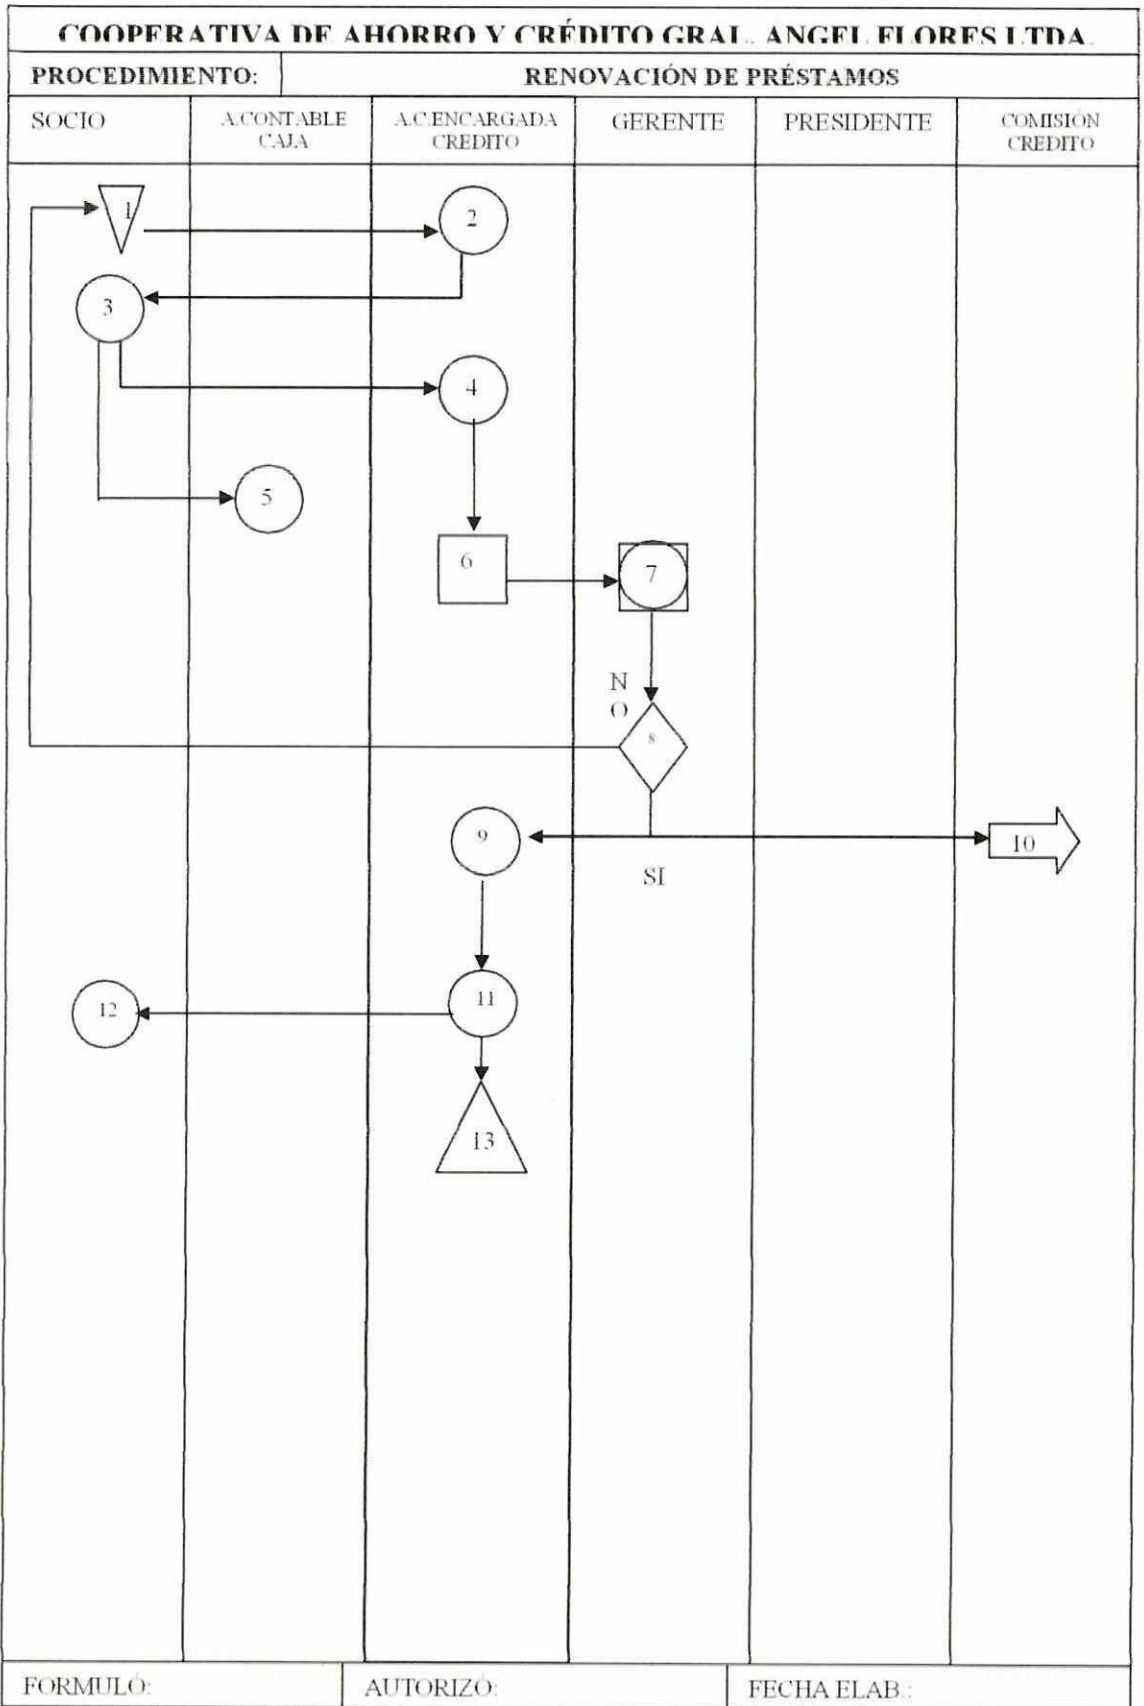 COOPERATIVA DE AHORRO Y CRÉDITO GRAL. ANGEL FLORES LTDA.
PROCEDIMIENTO: RENOVACIÓN DE PRÉSTAMOS
SOCIO
A.CONTABLE
CAJA
A.C.ENCARGADA
CREDITO
GERENTE
PRESIDENTE
COMISIÓN
CREDITO
1
2
3
4
5
6
7
N
O
8
9
10
SI
11
12
13
FORMULÓ: AUTORIZÓ: FECHA ELAB.: